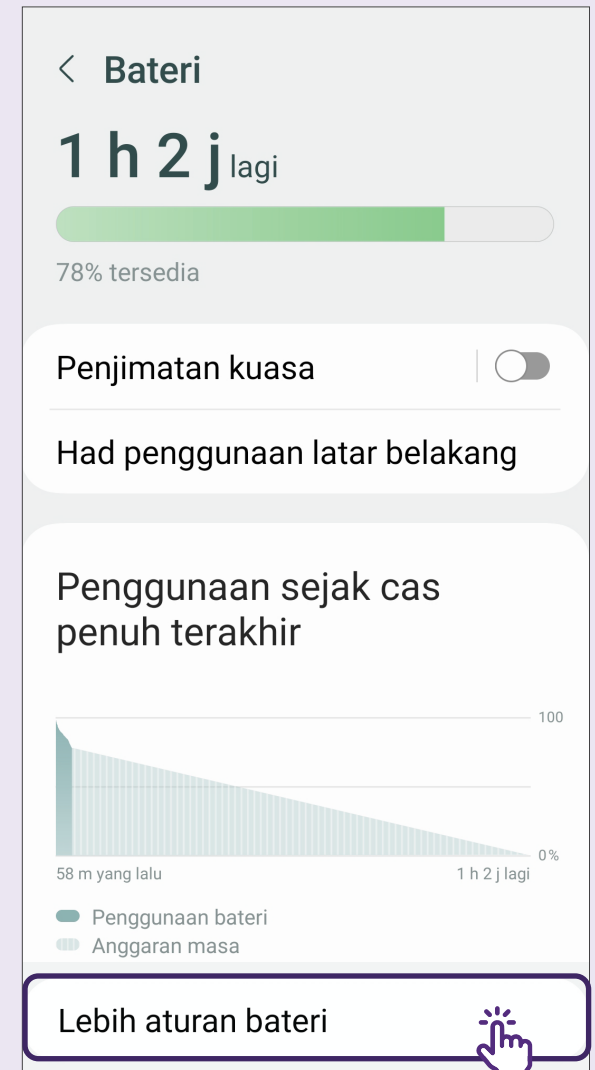 Bateri
1 h 2 j lagi
78% tersedia
Penjimatan kuasa
Had penggunaan latar belakang
Penggunaan sejak cas
penuh terakhir
100
0%
58 m yang lalu
1 h 2 j lagi
Penggunaan bateri
Anggaran masa
Lebih aturan bateri